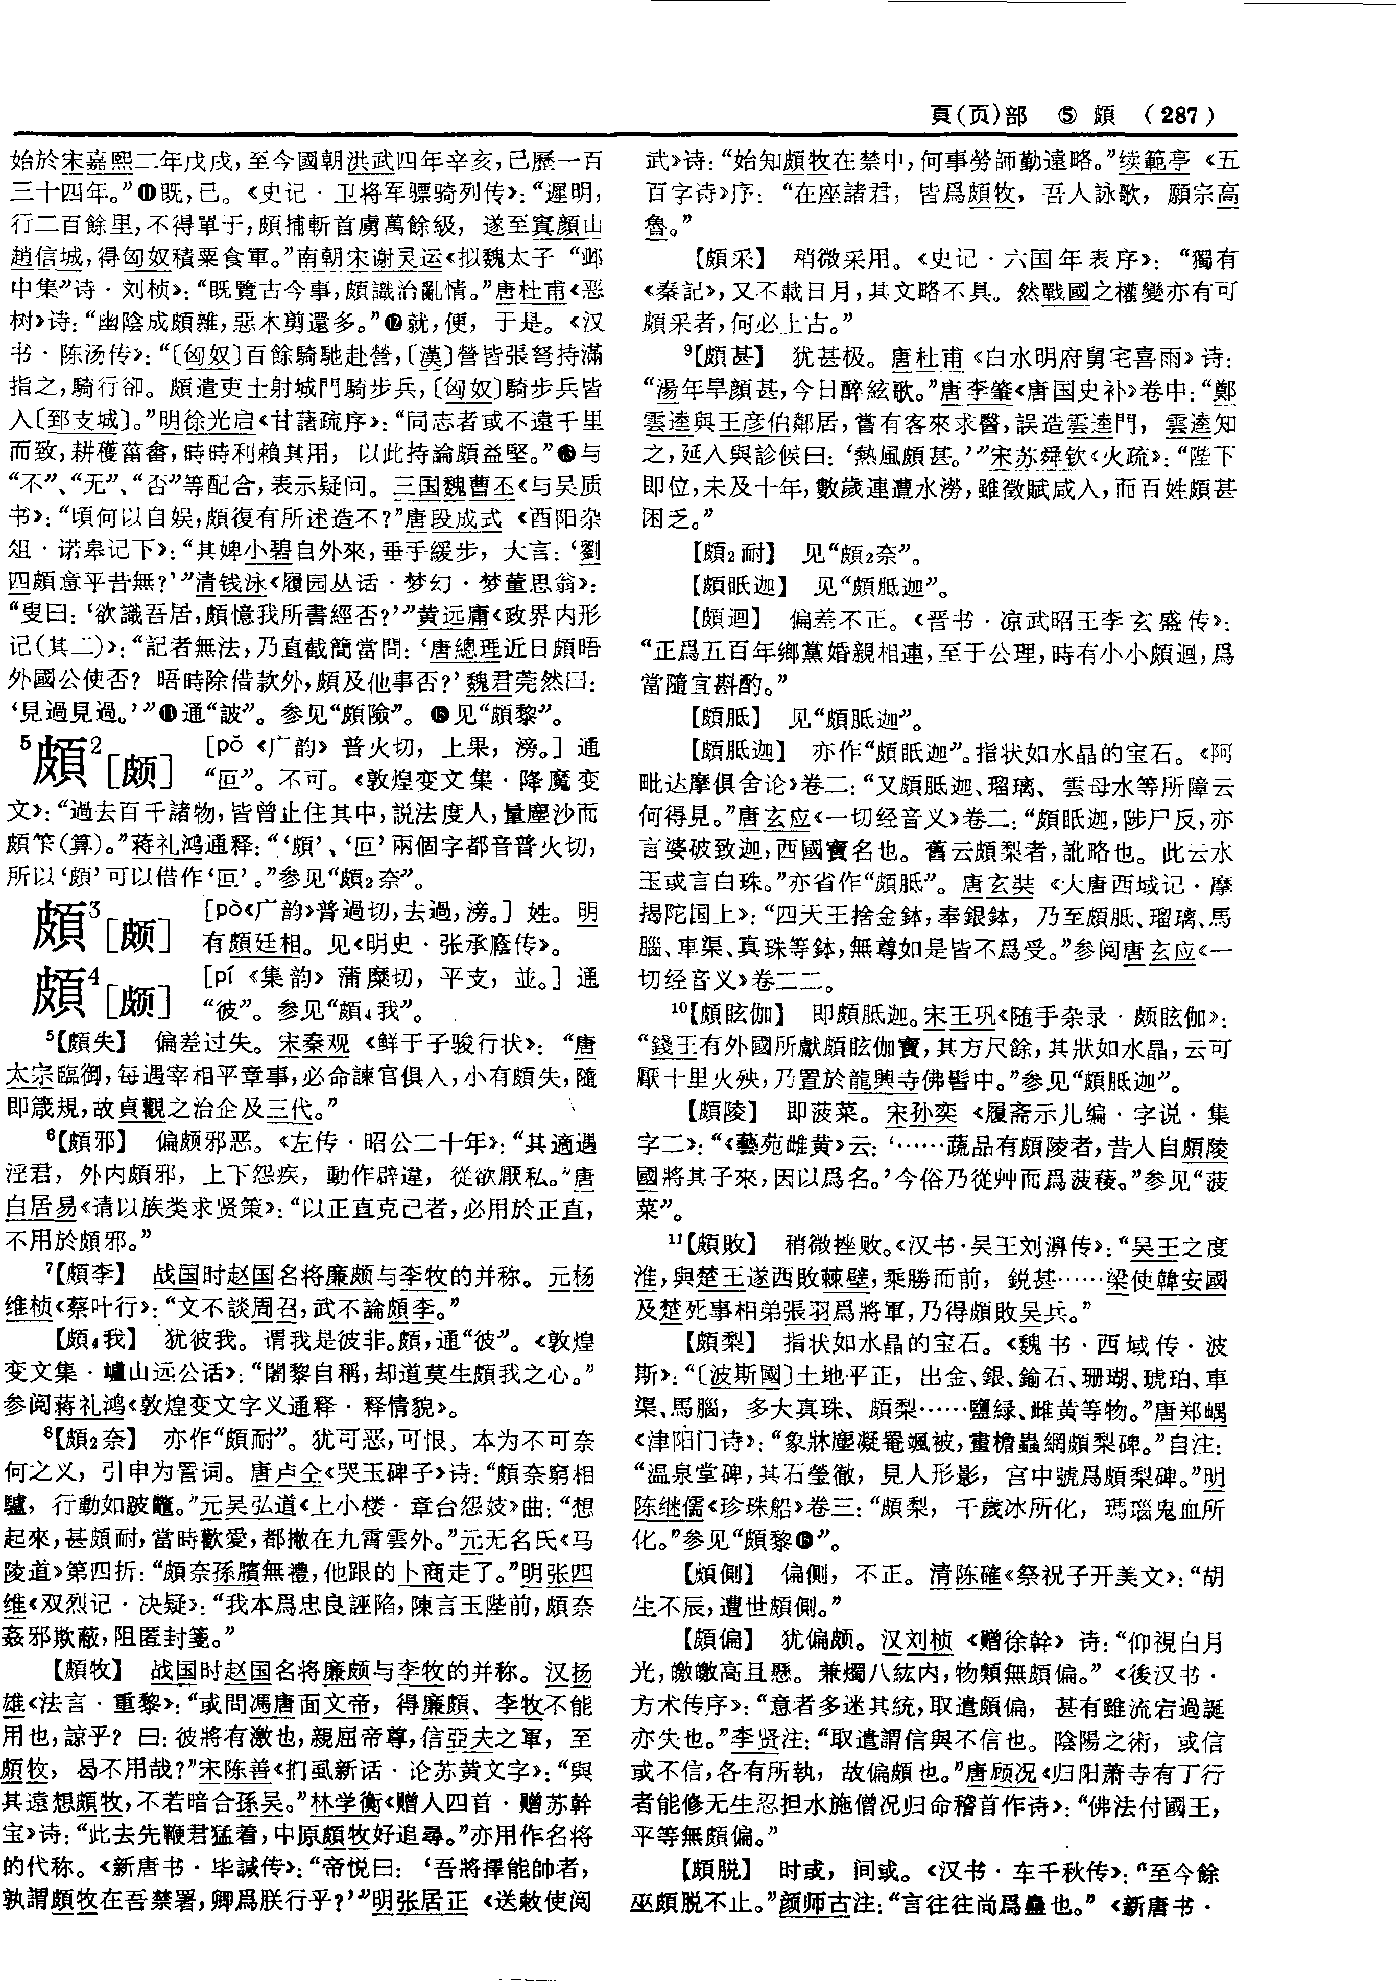 頁(页)部 ⑤ 頗 (287)
始於宋嘉熙二年戊戌，至今國朝洪武四年辛亥，已歷一百
三十四年。”⓫既，已。《史记·卫将军骠骑列传》：“遲明，
行二百餘里，不得單于，頗捕斬首虜萬餘級，遂至窴顏山
趙信城，得匈奴積粟食軍。”南朝宋谢灵运《拟魏太子“邺
中集”诗·刘桢》：“既覽古今事，頗識治亂情。”唐杜甫《恶
树》诗：“幽陰成頗雜，惡木剪還多。”⓬就，便，于是。《汉
书·陈汤传》：“〔匈奴〕百餘騎馳赴營，〔漢〕營皆張弩持滿
指之，騎行卻。頗遣吏士射城門騎步兵，〔匈奴〕騎步兵皆
入〔郅支城〕。”明徐光启《甘藷疏序》：“同志者或不遠千里
而致，耕穫菑畬，時時利賴其用，以此持論頗益堅。”⓭与
“不”、“无”、“否”等配合，表示疑问。三国魏曹丕《与吴质
书》：“頃何以自娱，頗復有所述造不？”唐段成式《酉阳杂
俎·诺皋记下》：“其婢小碧自外來，垂手緩步，大言：‘劉
四頗意平昔無？’”清钱泳《履园丛话·梦幻·梦董思翁》：
“叟曰：‘欲識吾居，頗憶我所書經否？’”黄远庸《政界内形
记(其二)》：“記者無法，乃直截簡當問：‘唐總理近日頗晤
外國公使否？晤時除借款外，頗及他事否？’魏君莞然曰：
‘見過見過。’”⓮通“詖”。参见“頗險”。⓯见“頗黎”。
5頗2[颇] [pǒ《广韵》普火切，上果，滂。]通
“叵”。不可。《敦煌变文集·降魔变
文》：“過去百千諸物，皆曾止住其中，説法度人，量塵沙而
頗笇(算)。”蒋礼鸿通释：“‘頗’、‘叵’兩個字都音普火切，
所以‘頗’可以借作‘叵’。”参见“頗2奈”。
頗3[颇] [pò《广韵》普過切，去過，滂。]姓。明
有頗廷相。见《明史·张承廕传》。
頗4[颇] [pí《集韵》蒲糜切，平支，並。]通
“彼”。参见“頗4我”。
5【頗失】 偏差过失。宋秦观《鲜于子骏行状》：“唐
太宗臨御，每遇宰相平章事，必命諫官俱入，小有頗失，隨
即箴規，故貞觀之治企及三代。”
6【頗邪】 偏颇邪恶。《左传·昭公二十年》：“其適遇
淫君，外内頗邪，上下怨疾，動作辟違，從欲厭私。”唐
白居易《请以族类求贤策》：“以正直克己者，必用於正直，
不用於頗邪。”
7【頗李】 战国时赵国名将廉颇与李牧的并称。元杨
维桢《蔡叶行》：“文不談周召，武不論頗李。”
【頗4我】 犹彼我。谓我是彼非。頗，通“彼”。《敦煌
变文集·廬山远公话》：“闍黎自稱，却道莫生頗我之心。”
参阅蒋礼鸿《敦煌变文字义通释·释情貌》。
8【頗2奈】 亦作“頗耐”。犹可恶，可恨。本为不可奈
何之义，引申为詈词。唐卢仝《哭玉碑子》诗：“頗奈窮相
驢，行動如跛鼈。”元吴弘道《上小楼·章台怨妓》曲：“想
起來，甚頗耐，當時歡愛，都撇在九霄雲外。”元无名氏《马
陵道》第四折：“頗奈孫臏無禮，他跟的卜商走了。”明张四
维《双烈记·决疑》：“我本爲忠良誣陷，陳言玉陛前，頗奈
姦邪欺蔽，阻匿封箋。”
【頗牧】 战国时赵国名将廉颇与李牧的并称。汉扬
雄《法言·重黎》：“或問馮唐面文帝，得廉頗、李牧不能
用也，諒乎？曰：彼將有激也，親屈帝尊，信亞夫之軍，至
頗牧，曷不用哉？”宋陈善《扪虱新话·论苏黄文字》：“與
其遠想頗牧，不若暗合孫吴。”林学衡《赠人四首·赠苏幹
宝》诗：“此去先鞭君猛着，中原頗牧好追尋。”亦用作名将
的代称。《新唐书·毕諴传》：“帝悦曰：‘吾將擇能帥者，
孰謂頗牧在吾禁署，卿爲朕行乎？’”明张居正《送敕使阅
武》诗：“始知頗牧在禁中，何事勞師勤遠略。”续範亭《五
百字诗》序：“在座諸君，皆爲頗牧，吾人詠歌，願宗高
魯。”
【頗采】 稍微采用。《史记·六国年表序》：“獨有
《秦記》，又不載日月，其文略不具。然戰國之權變亦有可
頗采者，何必上古。”
9【頗甚】 犹甚极。唐杜甫《白水明府舅宅喜雨》诗：
“湯年旱頗甚，今日醉絃歌。”唐李肇《唐国史补》卷中：“鄭
雲逵與王彦伯鄰居，嘗有客來求醫，誤造雲逵門，雲逵知
之，延入與診候曰：‘熱風頗甚。’”宋苏舜钦《火疏》：“陛下
即位，未及十年，數歲連遭水澇，雖徵賦咸入，而百姓頗甚
困乏。”
【頗2耐】 见“頗2奈”。
【頗眂迦】 见“頗胝迦”。
【頗迴】 偏差不正。《晋书·凉武昭王李玄盛传》：
“正爲五百年鄉黨婚親相連，至于公理，時有小小頗迴，爲
當隨宜斟酌。”
【頗胝】 见“頗胝迦”。
【頗胝迦】 亦作“頗眂迦”。指状如水晶的宝石。《阿
毗达摩俱舍论》卷二：“又頗胝迦、瑠璃、雲母水等所障云
何得見。”唐玄应《一切经音义》卷二：“頗眂迦，陟尸反，亦
言婆破致迦，西國寶名也。舊云頗梨者，訛略也。此云水
玉或言白珠。”亦省作“頗胝”。唐玄奘《大唐西域记·摩
揭陀国上》：“四天王捨金鉢，奉銀鉢，乃至頗胝、瑠璃、馬
腦、車渠、真珠等鉢，無尊如是皆不爲受。”参阅唐玄应《一
切经音义》卷二二。
10【頗眩伽】 即頗胝迦。宋王巩《随手杂录·颇眩伽》：
“錢王有外國所獻頗眩伽寶，其方尺餘，其狀如水晶，云可
厭十里火殃，乃置於龍興寺佛髻中。”参见“頗胝迦”。
【頗陵】 即菠菜。宋孙奕《履斋示儿编·字说·集
字二》：“《藝苑雌黄》云：‘……蔬品有頗陵者，昔人自頗陵
國將其子來，因以爲名。’今俗乃從艸而爲菠薐。”参见“菠
菜”。
11【頗敗】 稍微挫败。《汉书·吴王刘濞传》：“吴王之度
淮，與楚王遂西敗棘壁，乘勝而前，鋭甚……梁使韓安國
及楚死事相弟張羽爲將軍，乃得頗敗吴兵。”
【頗梨】 指状如水晶的宝石。《魏书·西域传·波
斯》：“〔波斯國〕土地平正，出金、銀、鍮石、珊瑚、琥珀、車
渠、馬腦，多大真珠、頗梨……鹽緑、雌黄等物。”唐郑嵎
《津阳门诗》：“象牀塵凝罨颯被，畫檐蟲網頗梨碑。”自注：
“温泉堂碑，其石瑩徹，見人形影，宫中號爲頗梨碑。”明
陈继儒《珍珠船》卷三：“頗梨，千歲冰所化，瑪瑙鬼血所
化。”参见“頗黎⓯”。
【頗側】 偏侧，不正。清陈確《祭祝子开美文》：“胡
生不辰，遭世頗側。”
【頗偏】 犹偏颇。汉刘桢《赠徐幹》诗：“仰視白月
光，皦皦高且懸。兼燭八紘内，物類無頗偏。”《後汉书·
方术传序》：“意者多迷其統，取遣頗偏，甚有雖流宕過誕
亦失也。”李贤注：“取遣謂信與不信也。陰陽之術，或信
或不信，各有所執，故偏頗也。”唐顾况《归阳萧寺有丁行
者能修无生忍担水施僧况归命稽首作诗》：“佛法付國王，
平等無頗偏。”
【頗脱】 时或，间或。《汉书·车千秋传》：“至今餘
巫頗脱不止。”颜师古注：“言往往尚爲蠱也。”《新唐书·